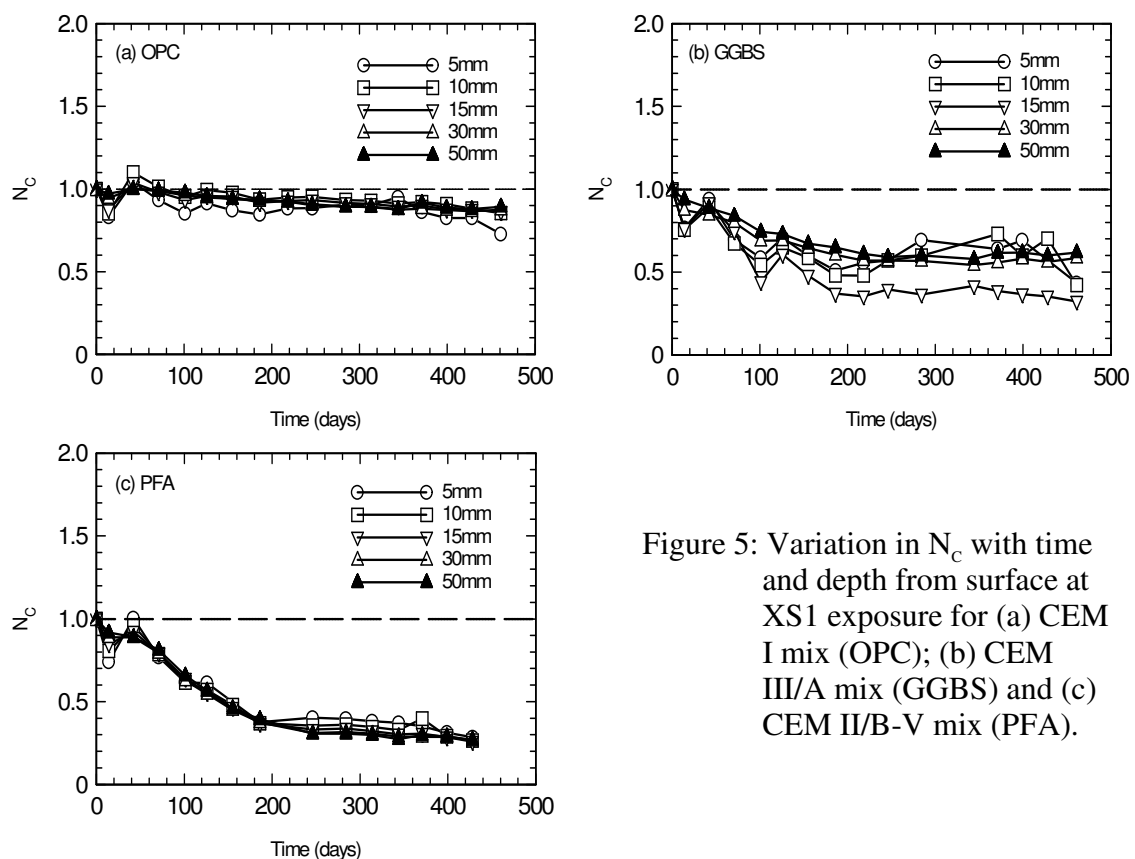 2.0
(a) OPC
5mm
10mm
15mm
30mm
50mm
1.5
1.0
0.5
0
N_C
0 100 200 300 400 500
Time (days)
2.0
(b) GGBS
5mm
10mm
15mm
30mm
50mm
1.5
1.0
0.5
0
N_C
0 100 200 300 400 500
Time (days)
2.0
(c) PFA
5mm
10mm
15mm
30mm
50mm
1.5
1.0
0.5
0
N_C
0 100 200 300 400 500
Time (days)
Figure 5: Variation in N_c with time
and depth from surface at
XS1 exposure for (a) CEM
I mix (OPC); (b) CEM
III/A mix (GGBS) and (c)
CEM II/B-V mix (PFA).